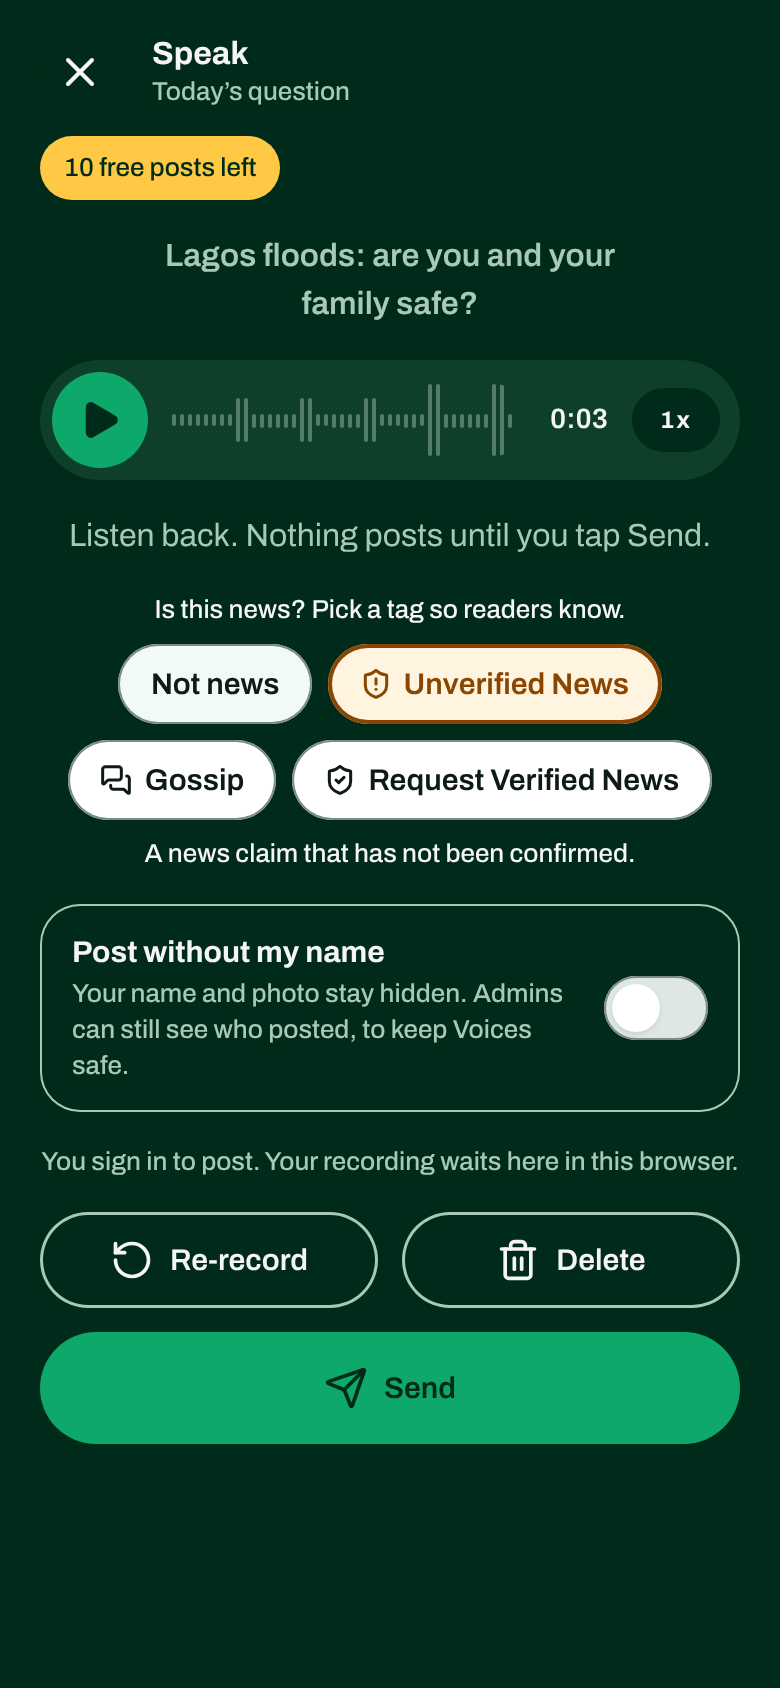 Speak
Today’s question
10 free posts left
Lagos floods: are you and your
family safe?
0:03
1x
Listen back. Nothing posts until you tap Send.
Is this news? Pick a tag so readers know.
Not news
Unverified News
Gossip
Request Verified News
A news claim that has not been confirmed.
Post without my name
Your name and photo stay hidden. Admins
can still see who posted, to keep Voices
safe.
You sign in to post. Your recording waits here in this browser.
Re-record
Delete
Send